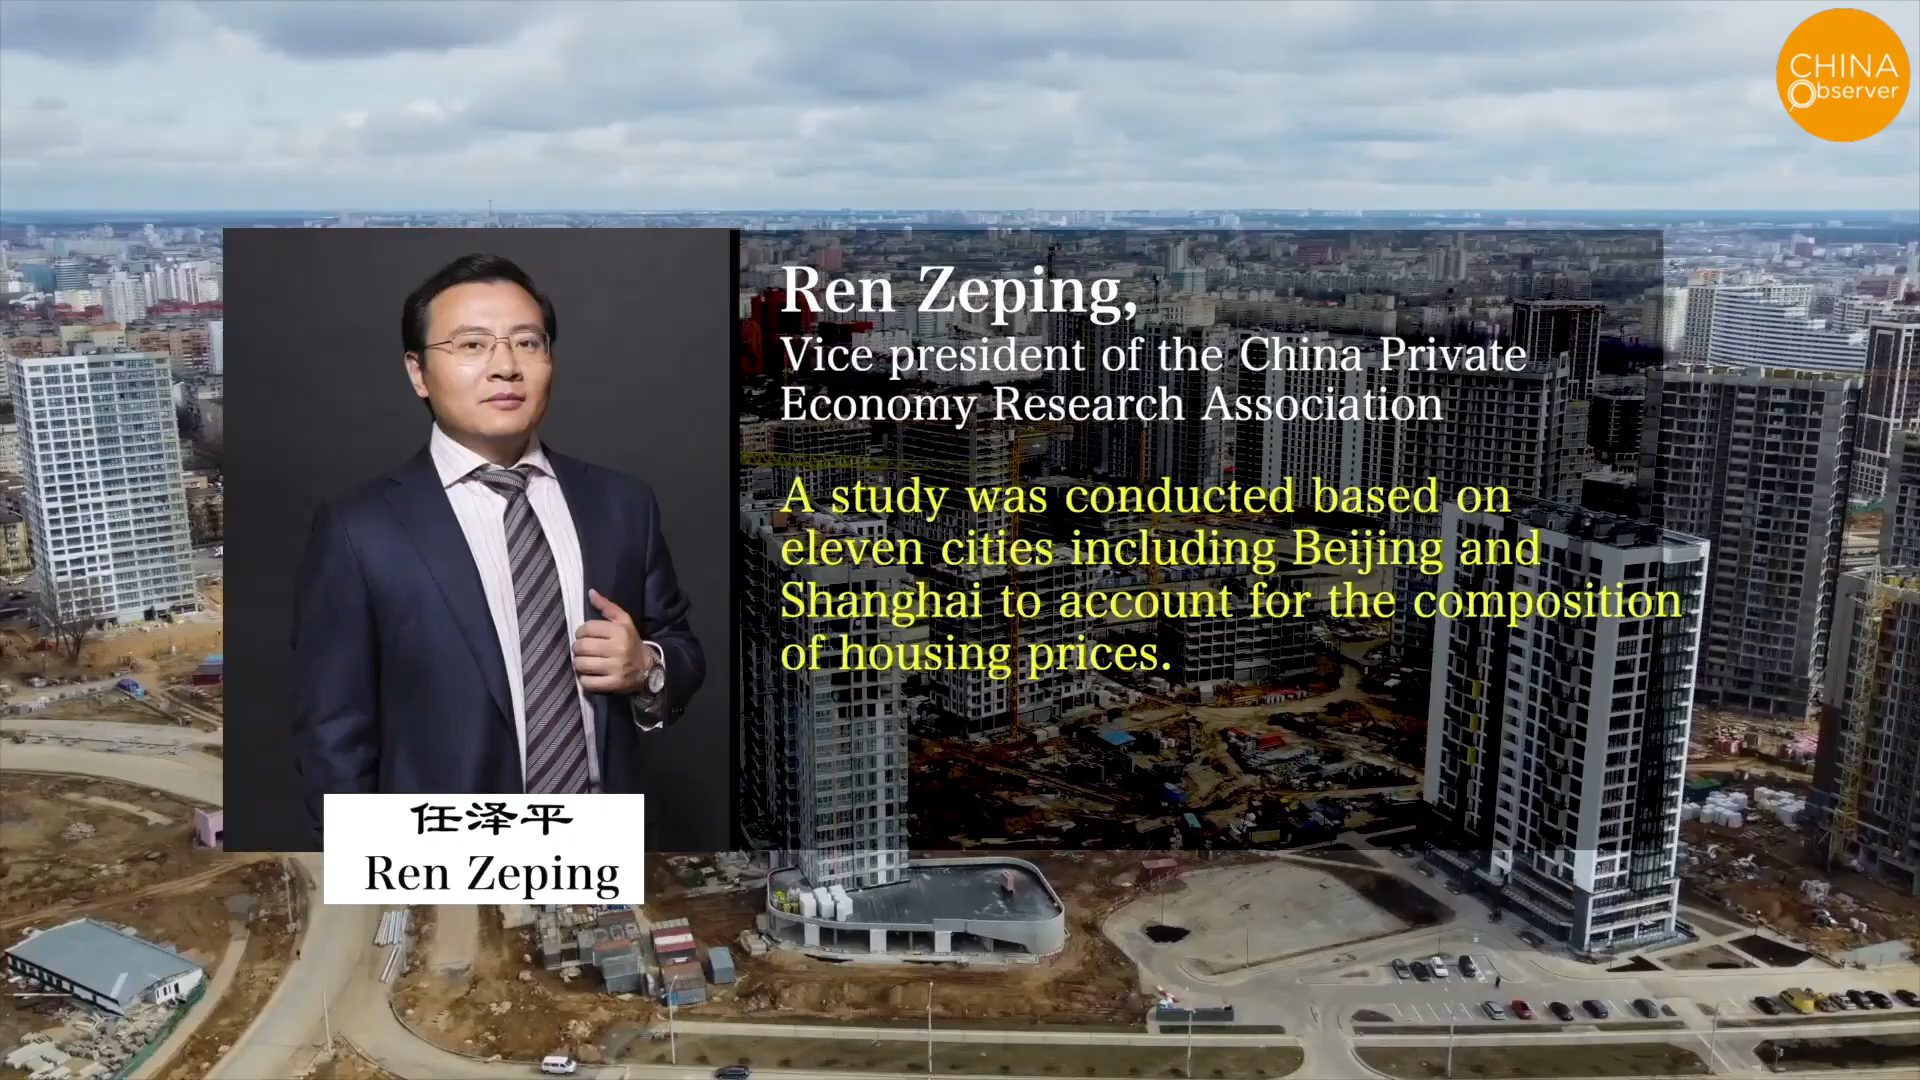 CHINA
Observer
Ren Zeping,
Vice president of the China Private
Economy Research Association
A study was conducted based on
eleven cities including Beijing and
Shanghai to account for the composition
of housing prices.
任泽平
Ren Zeping